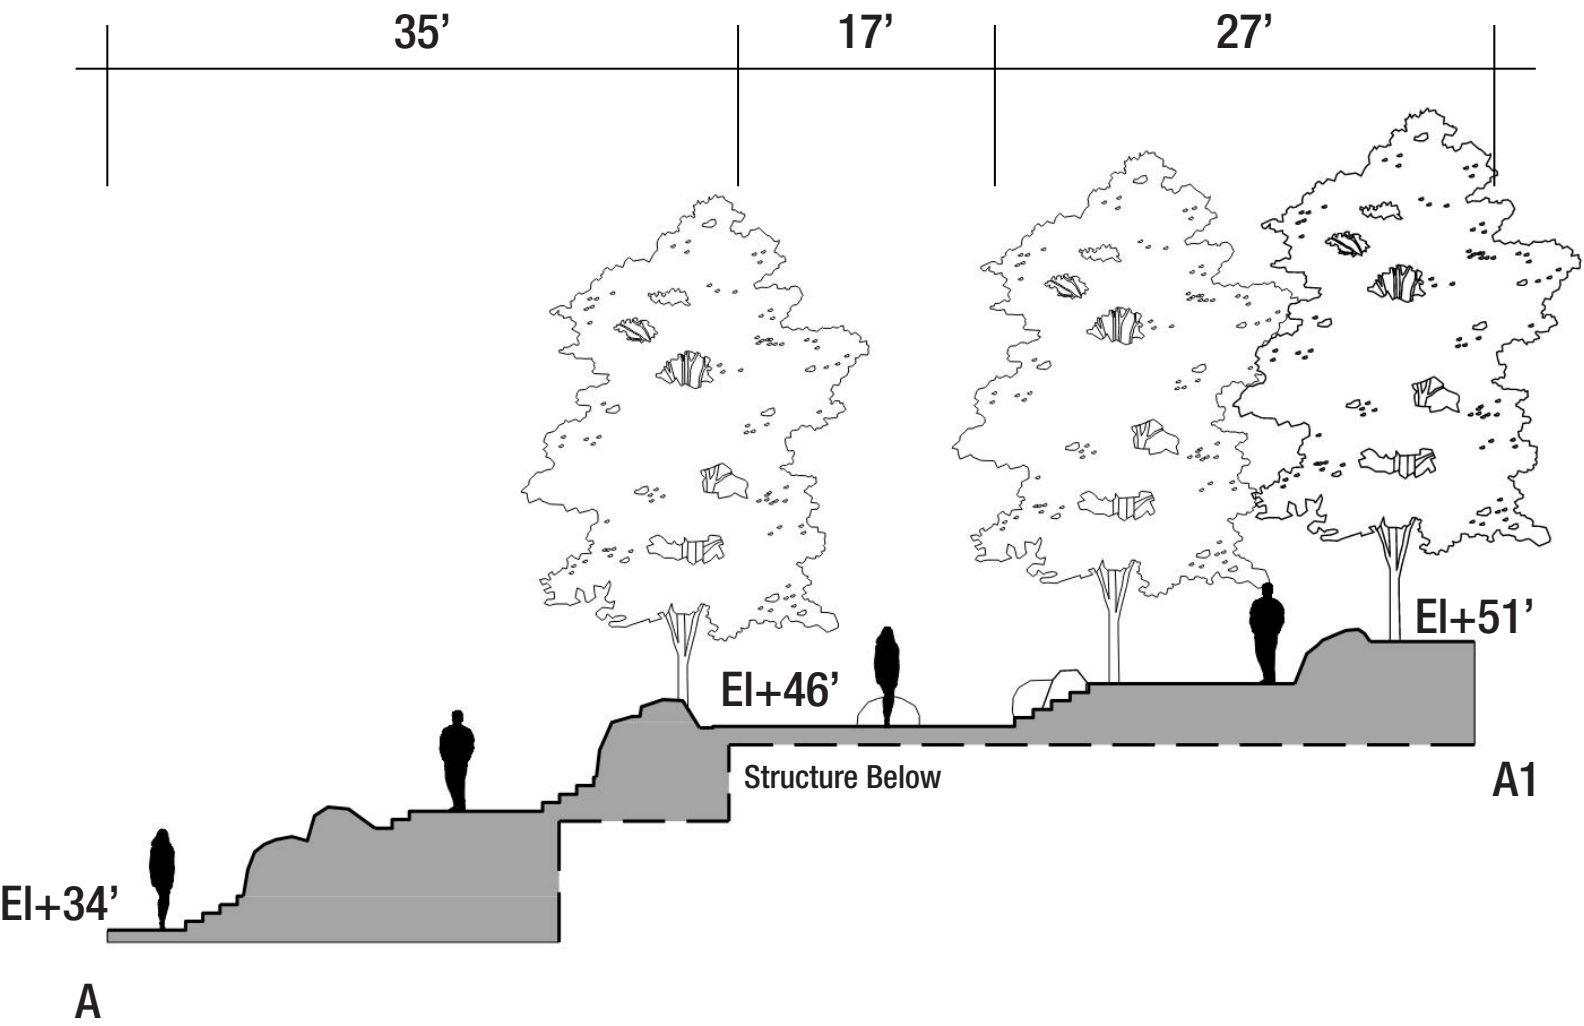 35’
17’
27’
El+51’
El+46’
Structure Below
A1
El+34’
A